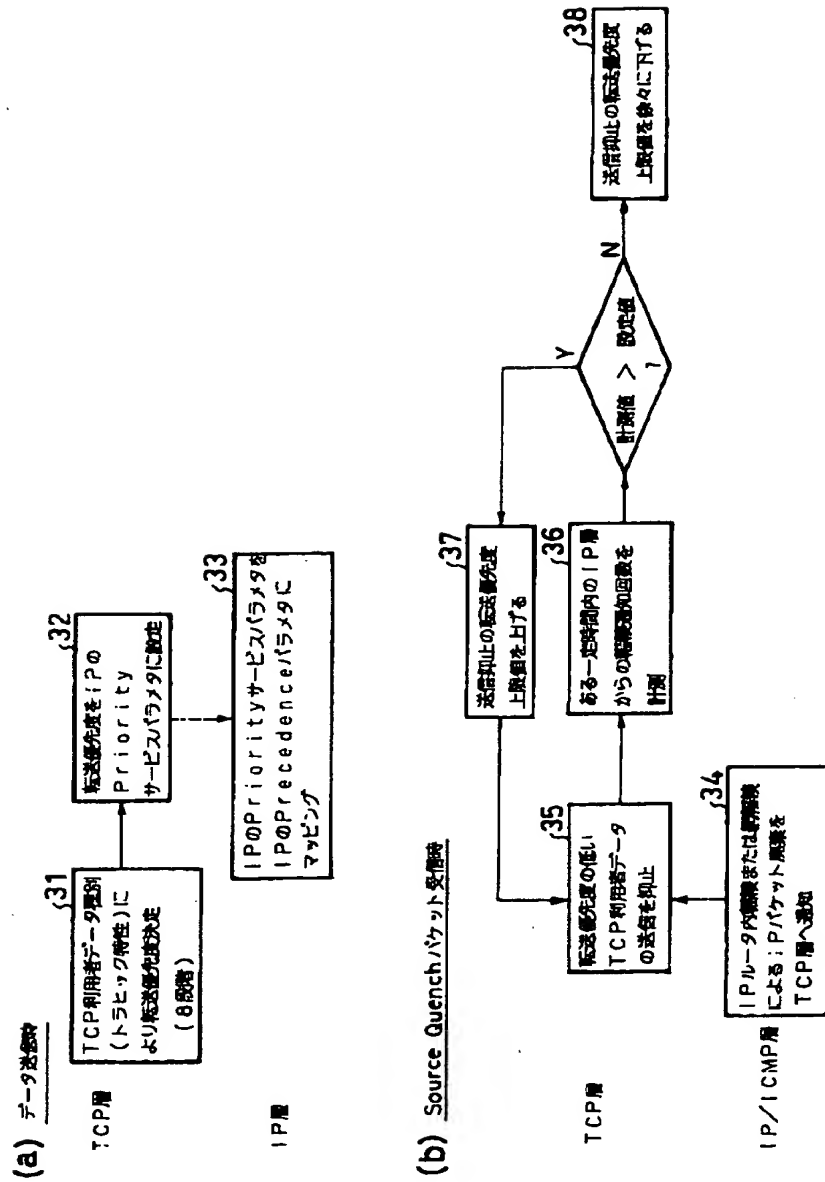 (a) データ送信時
TCP層
31
TCP利用者データ種別
(トラヒック特性)に
より転送優先度決定
(8段階)
32
転送優先度をIPの
Priority
サービスパラメタに設定
IP層
33
IPのPriorityサービスパラメタを
IPのPrecedenceパラメタに
マッピング
(b) Source Quenchパケット受信時
TCP層
35
転送優先度の低い
TCP利用者データ
の送信を抑止
37
送信抑止の転送優先度
上限値を上げる
36
ある一定時間内のIP層
からの輻輳通知回数を
計測
計測値 > 設定値
?
Y
N
38
送信抑止の転送優先度
上限値を徐々に下げる
IP/ICMP層
34
IPルータ内輻輳または網輻輳
によるIPパケット廃棄を
TCP層へ通知